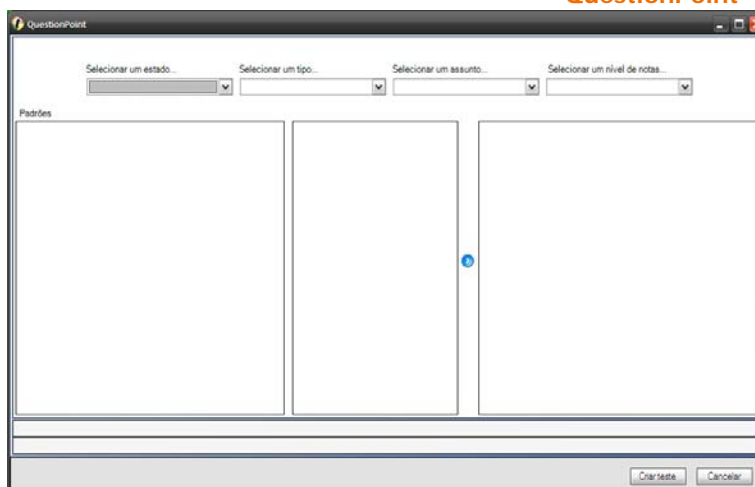 QuestionPoint
QuestionPoint
Selecionar um estado... Selecionar um tipo... Selecionar um assunto... Selecionar um nível de notas...
Padrões
Criar teste Cancelar